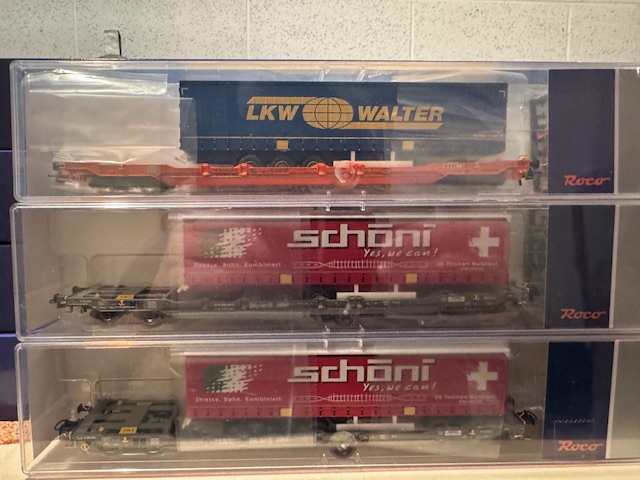 LKW WALTER
Roco
schöni
Yes, we can!
Strasse. Bahn. Kombiniert.
Roco
schöni
Yes, we can!
Strasse. Bahn. Kombiniert.
Roco